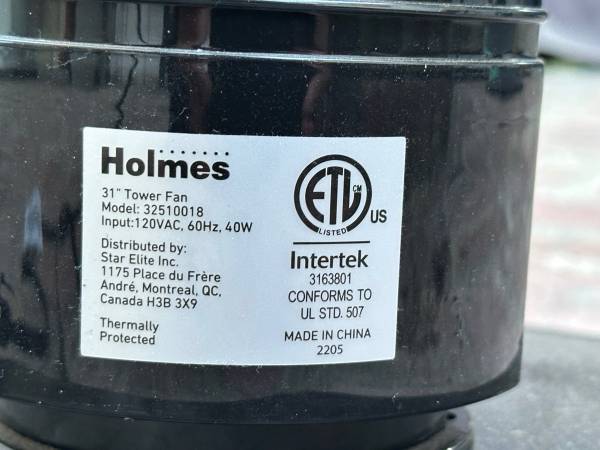 Holmes
31" Tower Fan
Model: 32510018
Input:120VAC, 60Hz, 40W
Distributed by:
Star Elite Inc.
1175 Place du Frère
André, Montreal, QC,
Canada H3B 3X9
Thermally
Protected
ETL CM
LISTED
US
Intertek
3163801
CONFORMS TO
UL STD. 507
MADE IN CHINA
2205